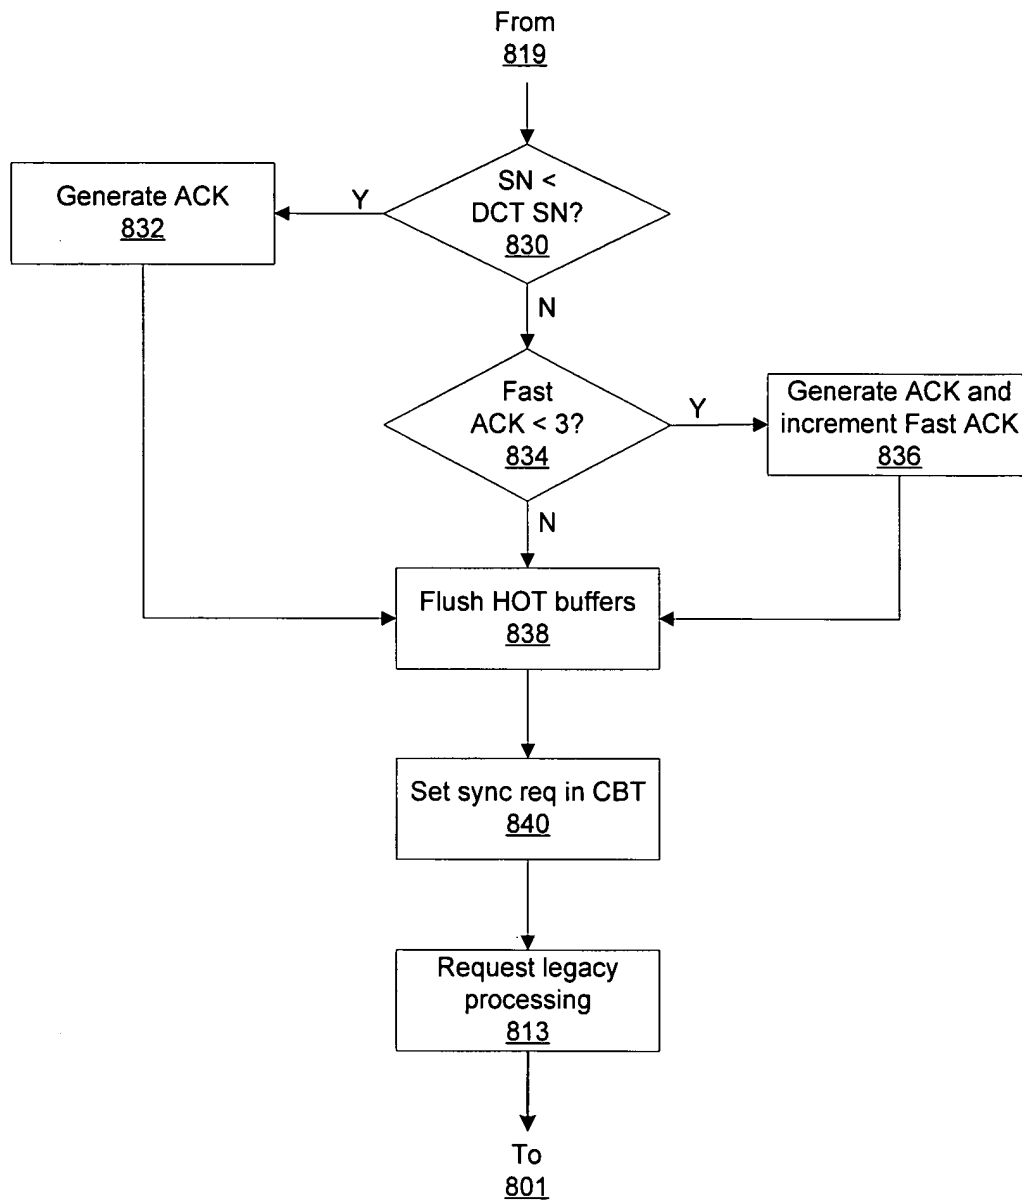 From
819
SN <
DCT SN?
830
Y
Generate ACK
832
N
Fast
ACK < 3?
834
Y
Generate ACK and
increment Fast ACK
836
N
Flush HOT buffers
838
Set sync req in CBT
840
Request legacy
processing
813
To
801